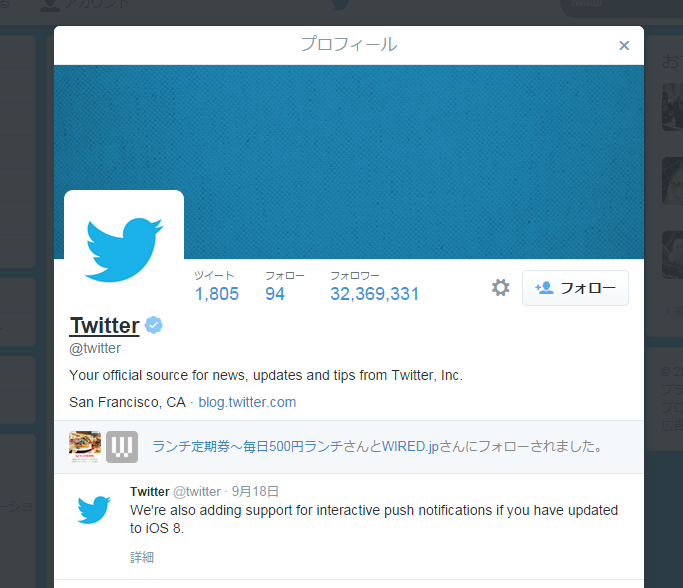 アカウント
プロフィール
×
ツイート
フォロー
フォロワー
1,805
94
32,369,331
フォロー
Twitter
@twitter
Your official source for news, updates and tips from Twitter, Inc.
San Francisco, CA · blog.twitter.com
ランチ定期券～毎日500円ランチさんとWIRED.jpさんにフォローされました。
W
Twitter @twitter · 9月18日
We're also adding support for interactive push notifications if you have updated
to iOS 8.
詳細